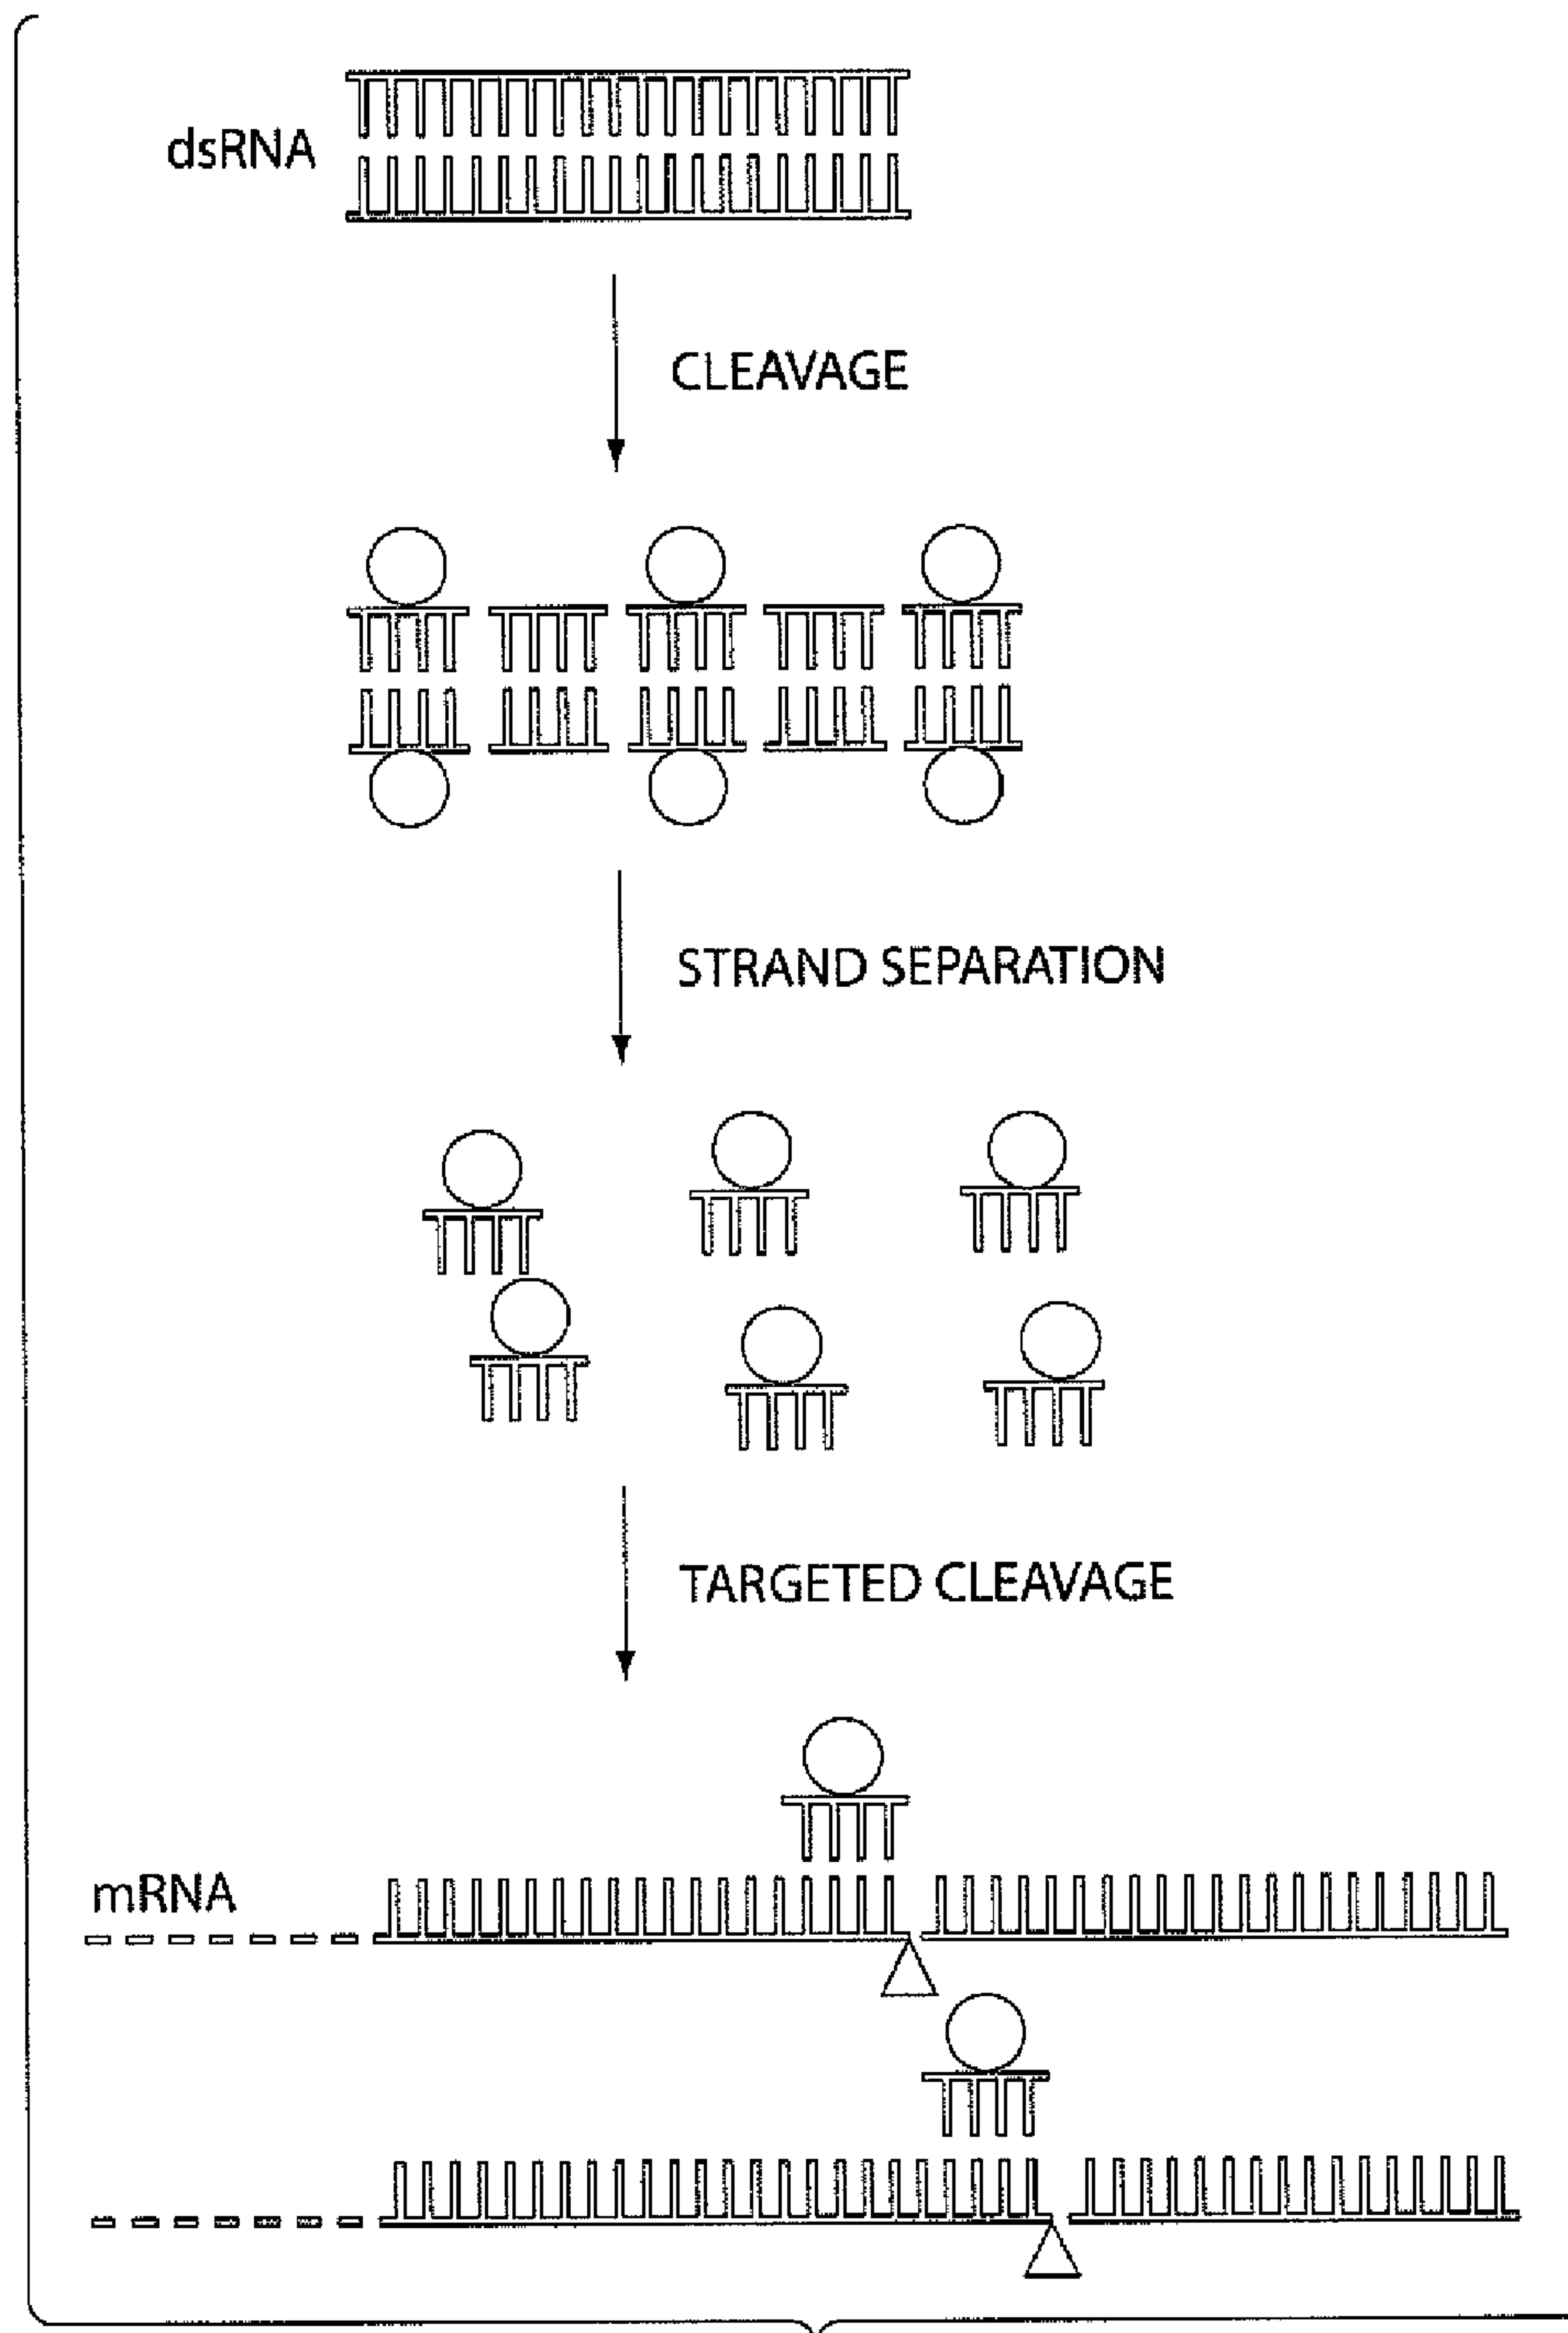 dsRNA
CLEAVAGE
STRAND SEPARATION
TARGETED CLEAVAGE
mRNA